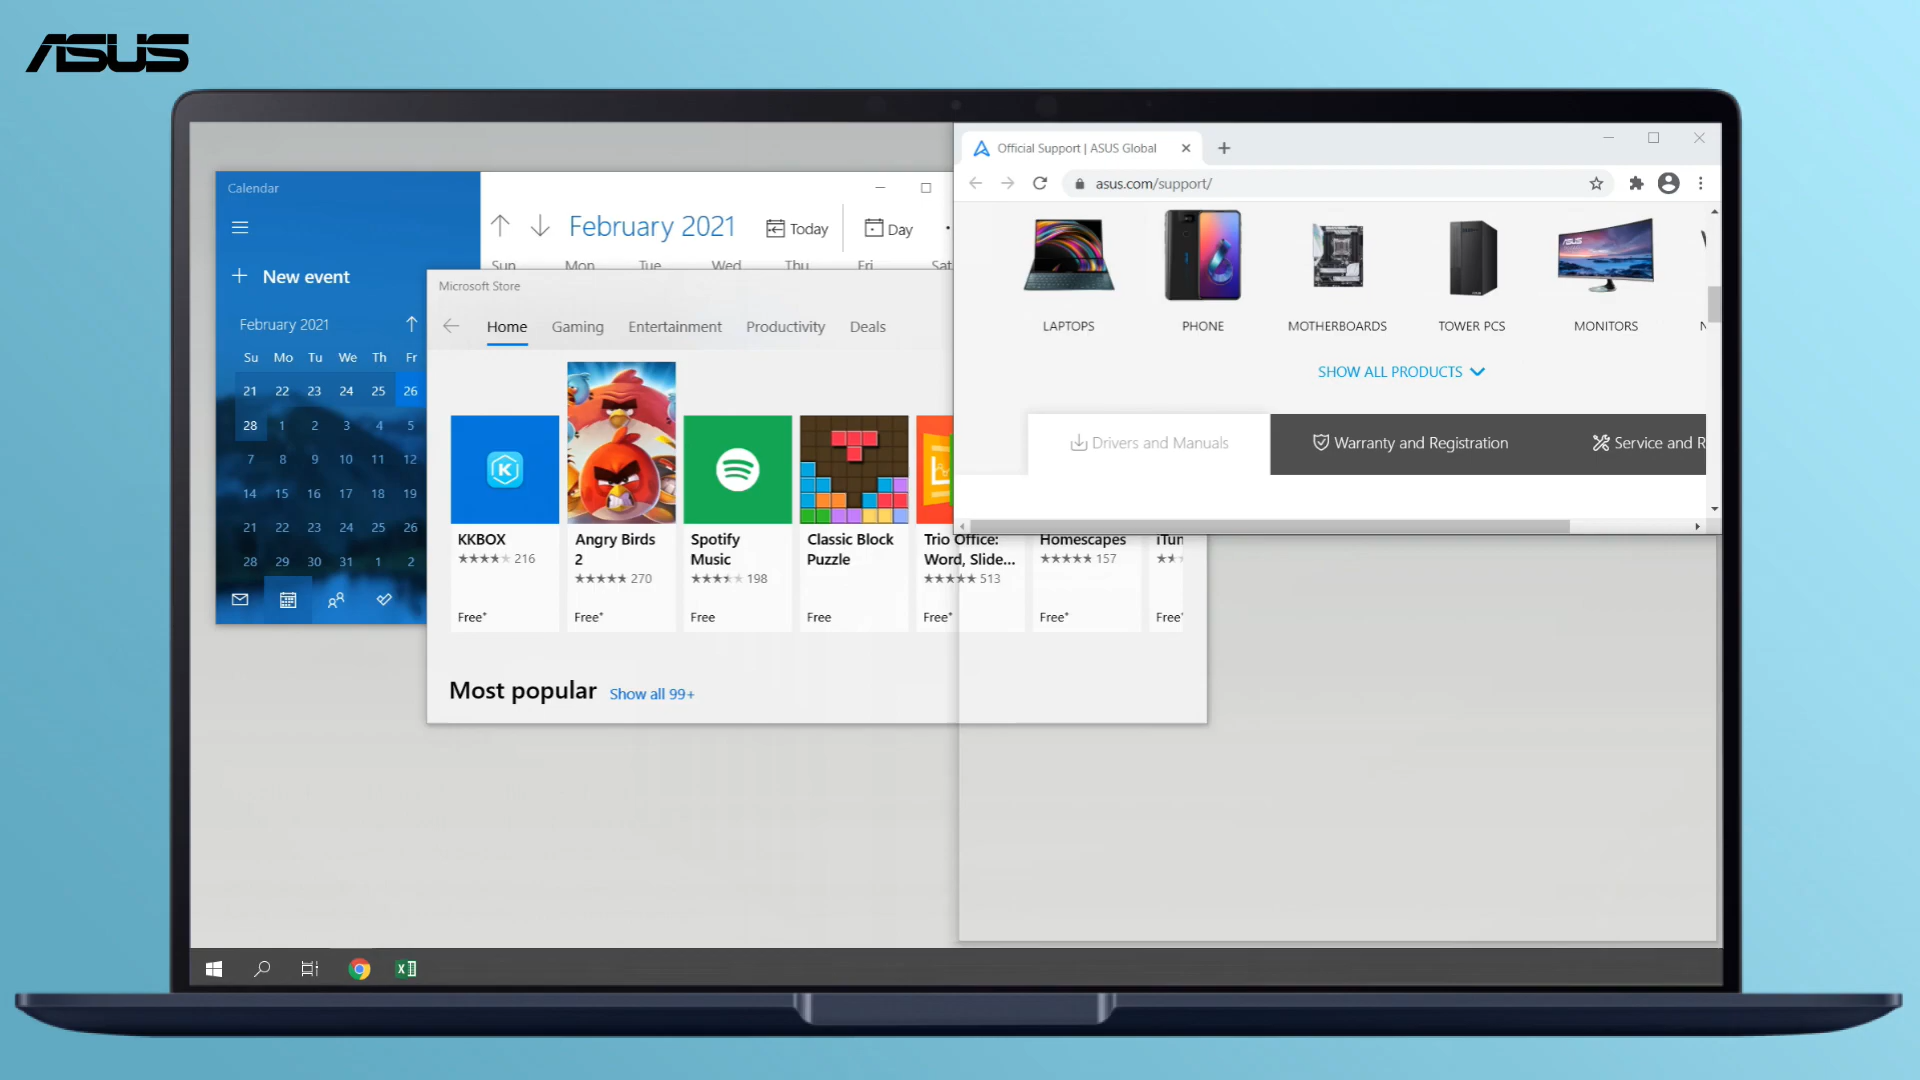 ASUS
Calendar
New event
February 2021
Su Mo Tu We Th Fr
21 22 23 24 25 26
28 1 2 3 4 5
7 8 9 10 11 12
14 15 16 17 18 19
21 22 23 24 25 26
28 29 30 31 1 2
February 2021
Today
Day
Sun Mon Tue Wed Thu Fri Sat
Microsoft Store
Home Gaming Entertainment Productivity Deals
KKBOX
216
Free*
Angry Birds
2
270
Free*
Spotify
Music
198
Free
Classic Block
Puzzle
Free
Trio Office:
Word, Slide...
513
Free*
Homescapes
157
Free*
iTun
Free*
Most popular Show all 99+
Official Support | ASUS Global
asus.com/support/
ASUS
LAPTOPS PHONE MOTHERBOARDS TOWER PCS MONITORS N
SHOW ALL PRODUCTS
Drivers and Manuals Warranty and Registration Service and R